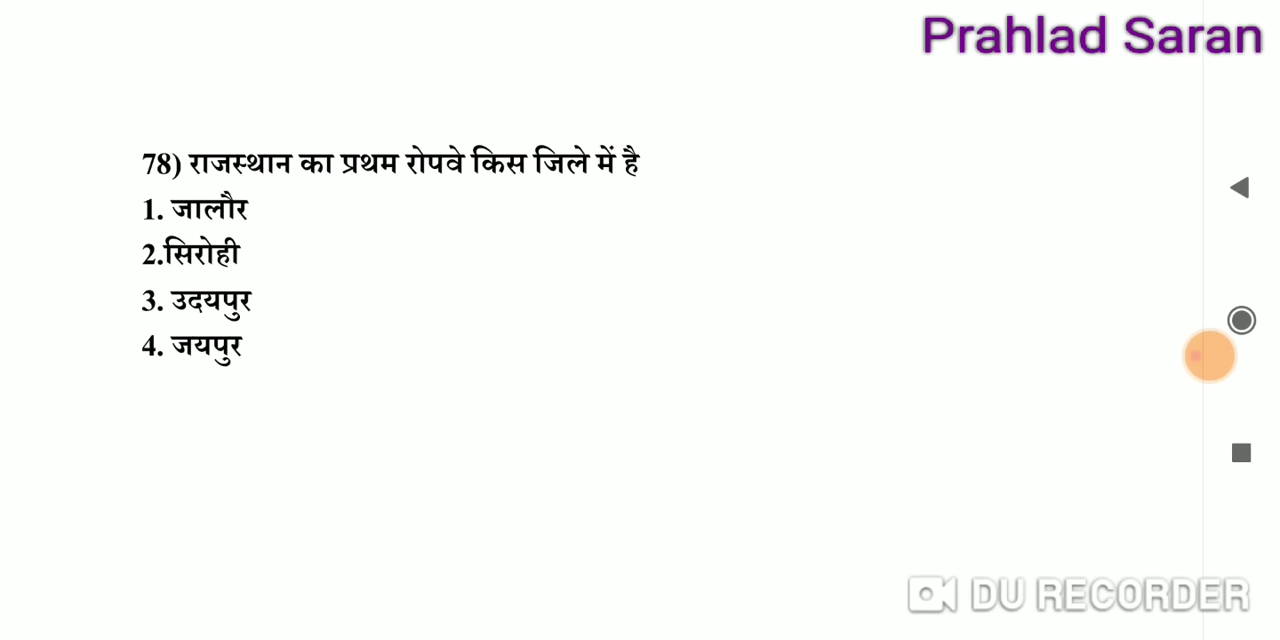 Prahlad Saran
78) राजस्थान का प्रथम रोपवे किस जिले में है
1. जालौर
2.सिरोही
3. उदयपुर
4. जयपुर
DU RECORDER